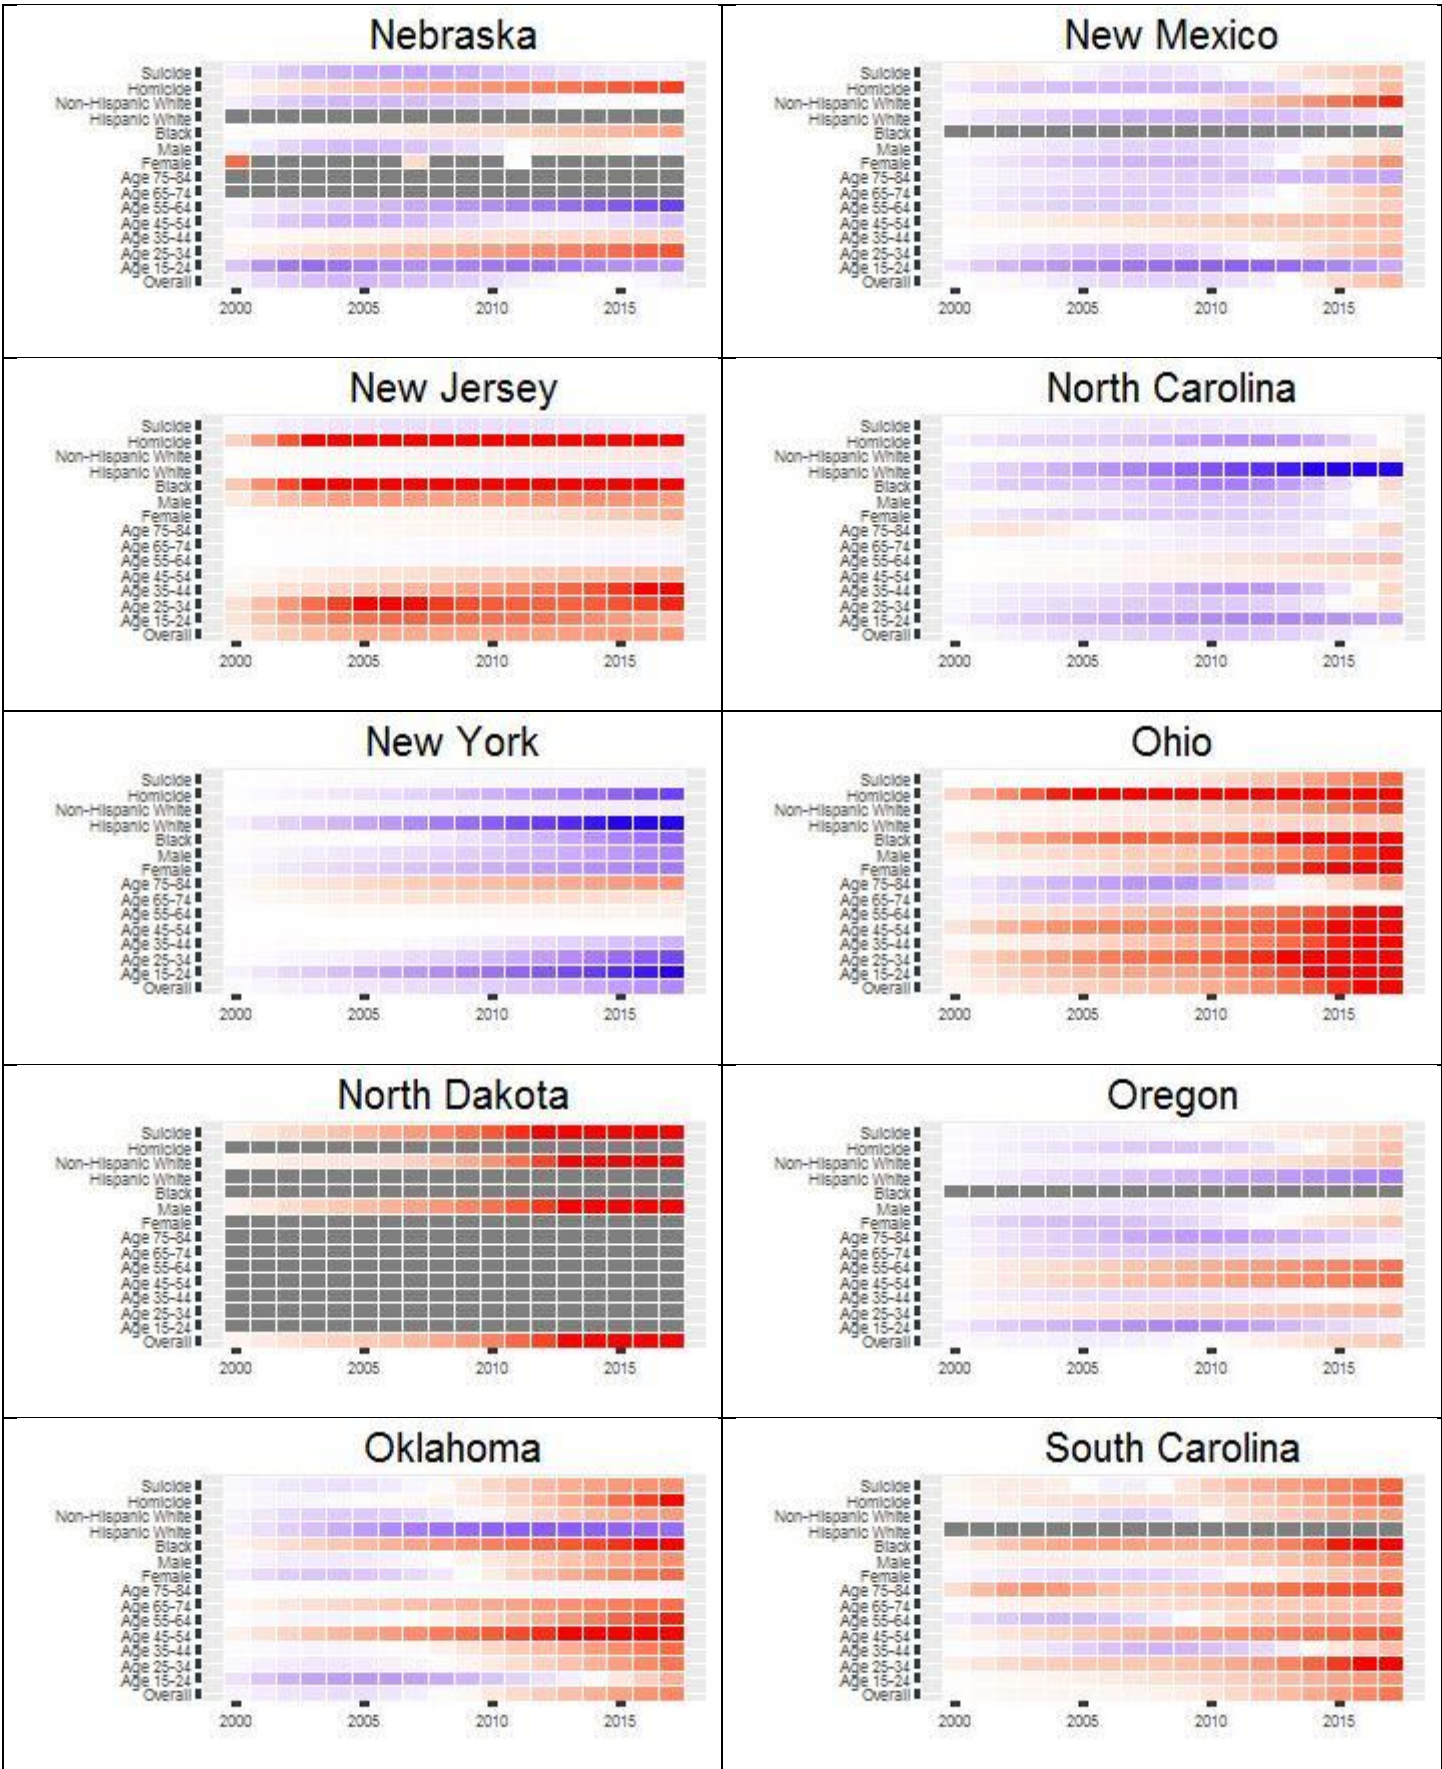 Nebraska
Suicide
Homicide
Non-Hispanic White
Hispanic White
Black
Male
Female
Age 75-84
Age 65-74
Age 55-64
Age 45-54
Age 35-44
Age 25-34
Age 15-24
Overall
2000 2005 2010 2015
New Mexico
Suicide
Homicide
Non-Hispanic White
Hispanic White
Black
Male
Female
Age 75-84
Age 65-74
Age 55-64
Age 45-54
Age 35-44
Age 25-34
Age 15-24
Overall
2000 2005 2010 2015
New Jersey
Suicide
Homicide
Non-Hispanic White
Hispanic White
Black
Male
Female
Age 75-84
Age 65-74
Age 55-64
Age 45-54
Age 35-44
Age 25-34
Age 15-24
Overall
2000 2005 2010 2015
North Carolina
Suicide
Homicide
Non-Hispanic White
Hispanic White
Black
Male
Female
Age 75-84
Age 65-74
Age 55-64
Age 45-54
Age 35-44
Age 25-34
Age 15-24
Overall
2000 2005 2010 2015
New York
Suicide
Homicide
Non-Hispanic White
Hispanic White
Black
Male
Female
Age 75-84
Age 65-74
Age 55-64
Age 45-54
Age 35-44
Age 25-34
Age 15-24
Overall
2000 2005 2010 2015
Ohio
Suicide
Homicide
Non-Hispanic White
Hispanic White
Black
Male
Female
Age 75-84
Age 65-74
Age 55-64
Age 45-54
Age 35-44
Age 25-34
Age 15-24
Overall
2000 2005 2010 2015
North Dakota
Suicide
Homicide
Non-Hispanic White
Hispanic White
Black
Male
Female
Age 75-84
Age 65-74
Age 55-64
Age 45-54
Age 35-44
Age 25-34
Age 15-24
Overall
2000 2005 2010 2015
Oregon
Suicide
Homicide
Non-Hispanic White
Hispanic White
Black
Male
Female
Age 75-84
Age 65-74
Age 55-64
Age 45-54
Age 35-44
Age 25-34
Age 15-24
Overall
2000 2005 2010 2015
Oklahoma
Suicide
Homicide
Non-Hispanic White
Hispanic White
Black
Male
Female
Age 75-84
Age 65-74
Age 55-64
Age 45-54
Age 35-44
Age 25-34
Age 15-24
Overall
2000 2005 2010 2015
South Carolina
Suicide
Homicide
Non-Hispanic White
Hispanic White
Black
Male
Female
Age 75-84
Age 65-74
Age 55-64
Age 45-54
Age 35-44
Age 25-34
Age 15-24
Overall
2000 2005 2010 2015